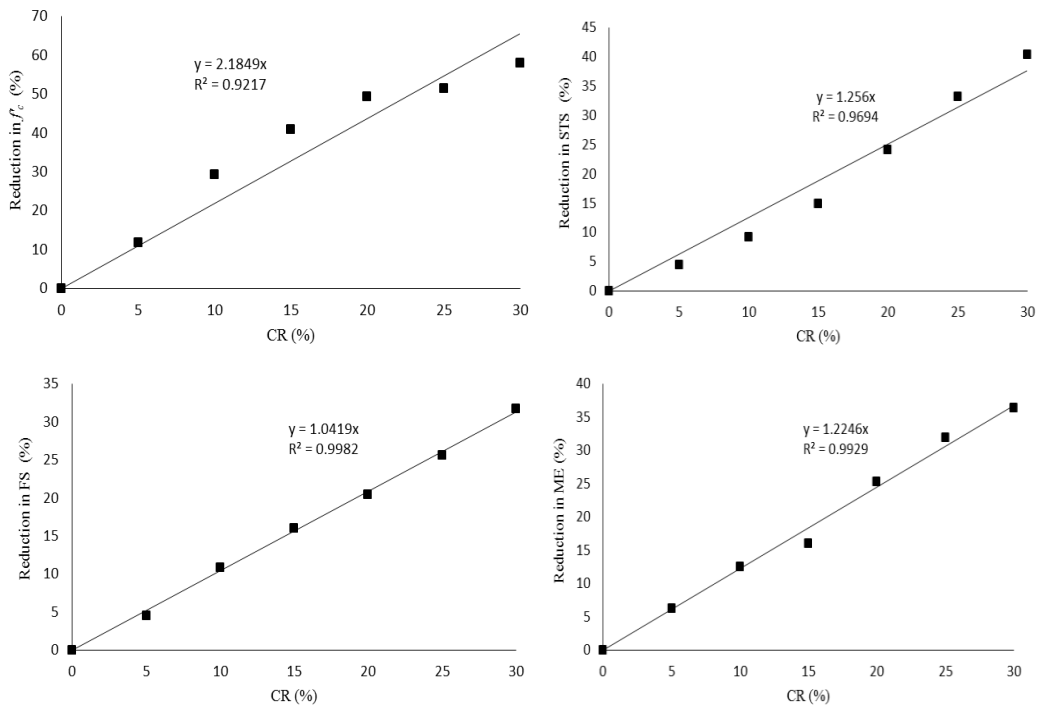 70
60
50
40
30
20
10
0
Reduction in f'c (%)
y = 2.1849x
R² = 0.9217
0 5 10 15 20 25 30
CR (%)
45
40
35
30
25
20
15
10
5
0
Reduction in STS (%)
y = 1.256x
R² = 0.9694
0 5 10 15 20 25 30
CR (%)
35
30
25
20
15
10
5
0
Reduction in FS (%)
y = 1.0419x
R² = 0.9982
0 5 10 15 20 25 30
CR (%)
40
35
30
25
20
15
10
5
0
Reduction in ME (%)
y = 1.2246x
R² = 0.9929
0 5 10 15 20 25 30
CR (%)